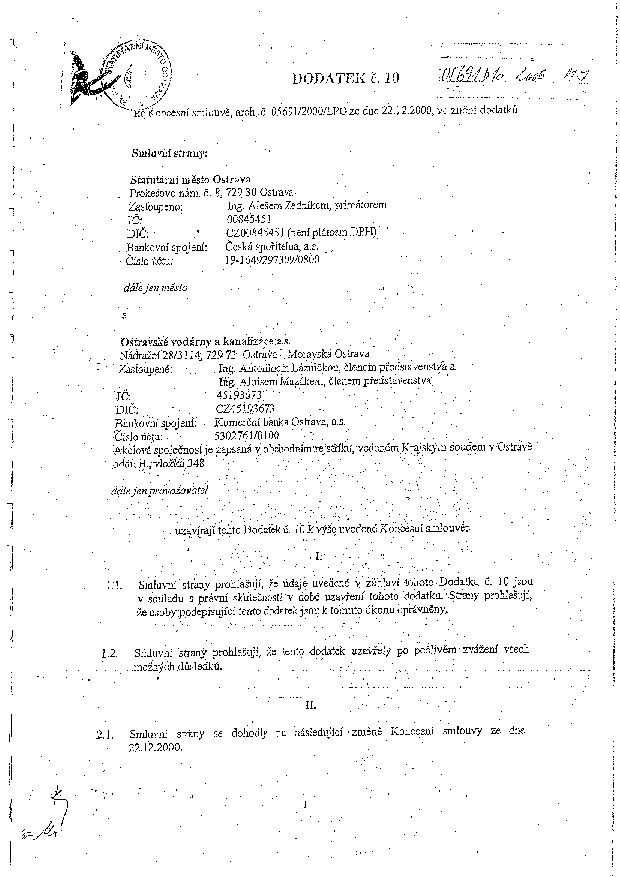 DODATEK č. 10
ke Koncesní smlouvě, arch. č. 05691/2000/LPO ze dne 22.12.2000, ve znění dodatků
Smluvní strany:
Statutární město Ostrava
Prokešovo nám. č. 8, 729 30 Ostrava
Zastoupeno: Ing. Alešem Zedníkem, primátorem
IČ: 00845451
DIČ: CZ00845451 (není plátcem DPH)
Bankovní spojení: Česká spořitelna, a.s.
Číslo účtu: 19-1649297309/0800
dále jen město
a
Ostravské vodárny a kanalizace a.s.
Nádražní 28/3114, 729 71 Ostrava - Moravská Ostrava
Zastoupené: Ing. Antonínem Lázničkou, členem představenstva a
Ing. Aloisem Mazákem, členem představenstva
IČ: 45193673
DIČ: CZ45193673
Bankovní spojení: Komerční banka Ostrava, a.s.
Číslo účtu: 5302761/0100
Akciová společnost je zapsaná v obchodním rejstříku, vedeném Krajským soudem v Ostravě
oddíl B, vložka 348
dále jen provozovatel
uzavírají tento Dodatek č. 10 k výše uvedené Koncesní smlouvě:
I.
1.1. Smluvní strany prohlašují, že údaje uvedené v záhlaví tohoto Dodatku č. 10 jsou
v souladu s právní skutečností v době uzavření tohoto dodatku. Strany prohlašují,
že osoby podepisující tento dodatek jsou k tomuto úkonu oprávněny.
1.2. Smluvní strany prohlašují, že tento dodatek uzavřely po pečlivém zvážení všech
možných důsledků.
II.
2.1. Smluvní strany se dohodly na následující změně Koncesní smlouvy ze dne
22.12.2000.
1